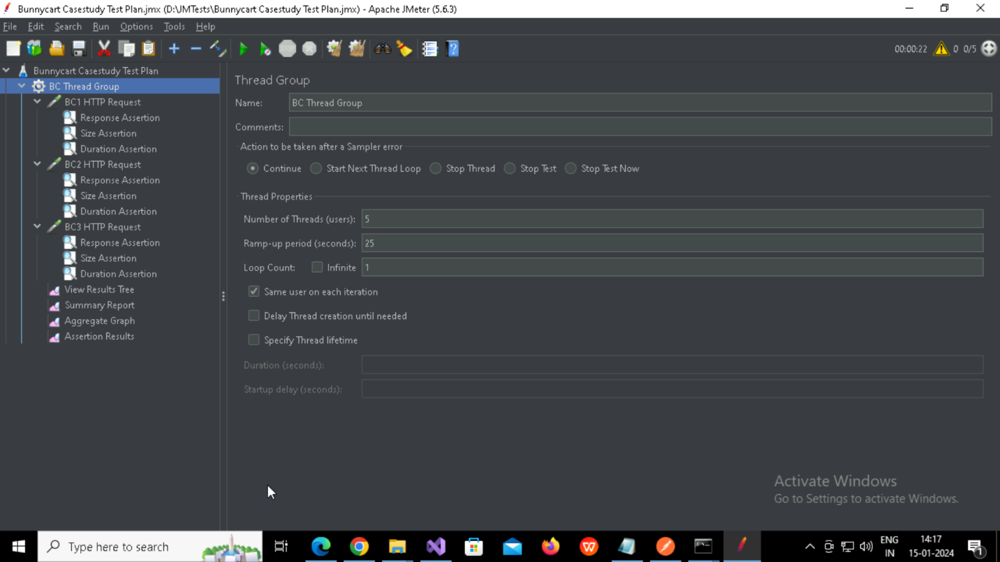 Bunnycart Casestudy Test Plan.jmx (D:\JMTests\Bunnycart Casestudy Test Plan.jmx) - Apache JMeter (5.6.3)
File Edit Search Run Options Tools Help
STOP
00:00:22 0 0/5
Bunnycart Casestudy Test Plan
BC Thread Group
BC1 HTTP Request
Response Assertion
Size Assertion
Duration Assertion
BC2 HTTP Request
Response Assertion
Size Assertion
Duration Assertion
BC3 HTTP Request
Response Assertion
Size Assertion
Duration Assertion
View Results Tree
Summary Report
Aggregate Graph
Assertion Results
Thread Group
Name: BC Thread Group
Comments:
Action to be taken after a Sampler error
Continue Start Next Thread Loop Stop Thread Stop Test Stop Test Now
Thread Properties
Number of Threads (users): 5
Ramp-up period (seconds): 25
Loop Count: Infinite 1
Same user on each iteration
Delay Thread creation until needed
Specify Thread lifetime
Duration (seconds):
Startup delay (seconds):
Activate Windows
Go to Settings to activate Windows.
Type here to search
ENG
IN
14:17
15-01-2024
1